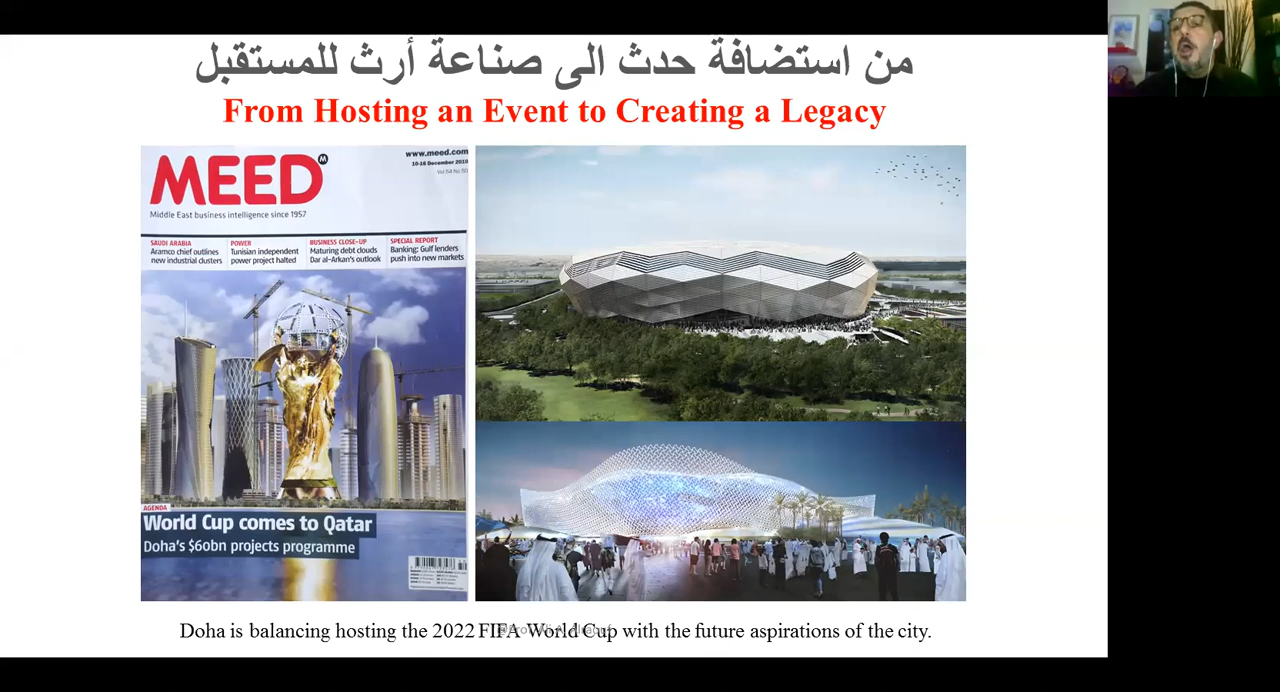 من استضافة حدث الى صناعة أرث للمستقبل
From Hosting an Event to Creating a Legacy
MEED
M
www.meed.com
10-16 December 2010
Middle East business intelligence since 1957
SAUDI ARABIA
Aramco chief outlines
new industrial clusters
POWER
Tunisian independent
power project halted
BUSINESS CLOSE-UP
Maturing debt clouds
Dar al-Arkan's outlook
SPECIAL REPORT
Banking: Gulf lenders
push into new markets
AGENDA
World Cup comes to Qatar
Doha's $60bn projects programme
Doha is balancing hosting the 2022 FIFA World Cup with the future aspirations of the city.